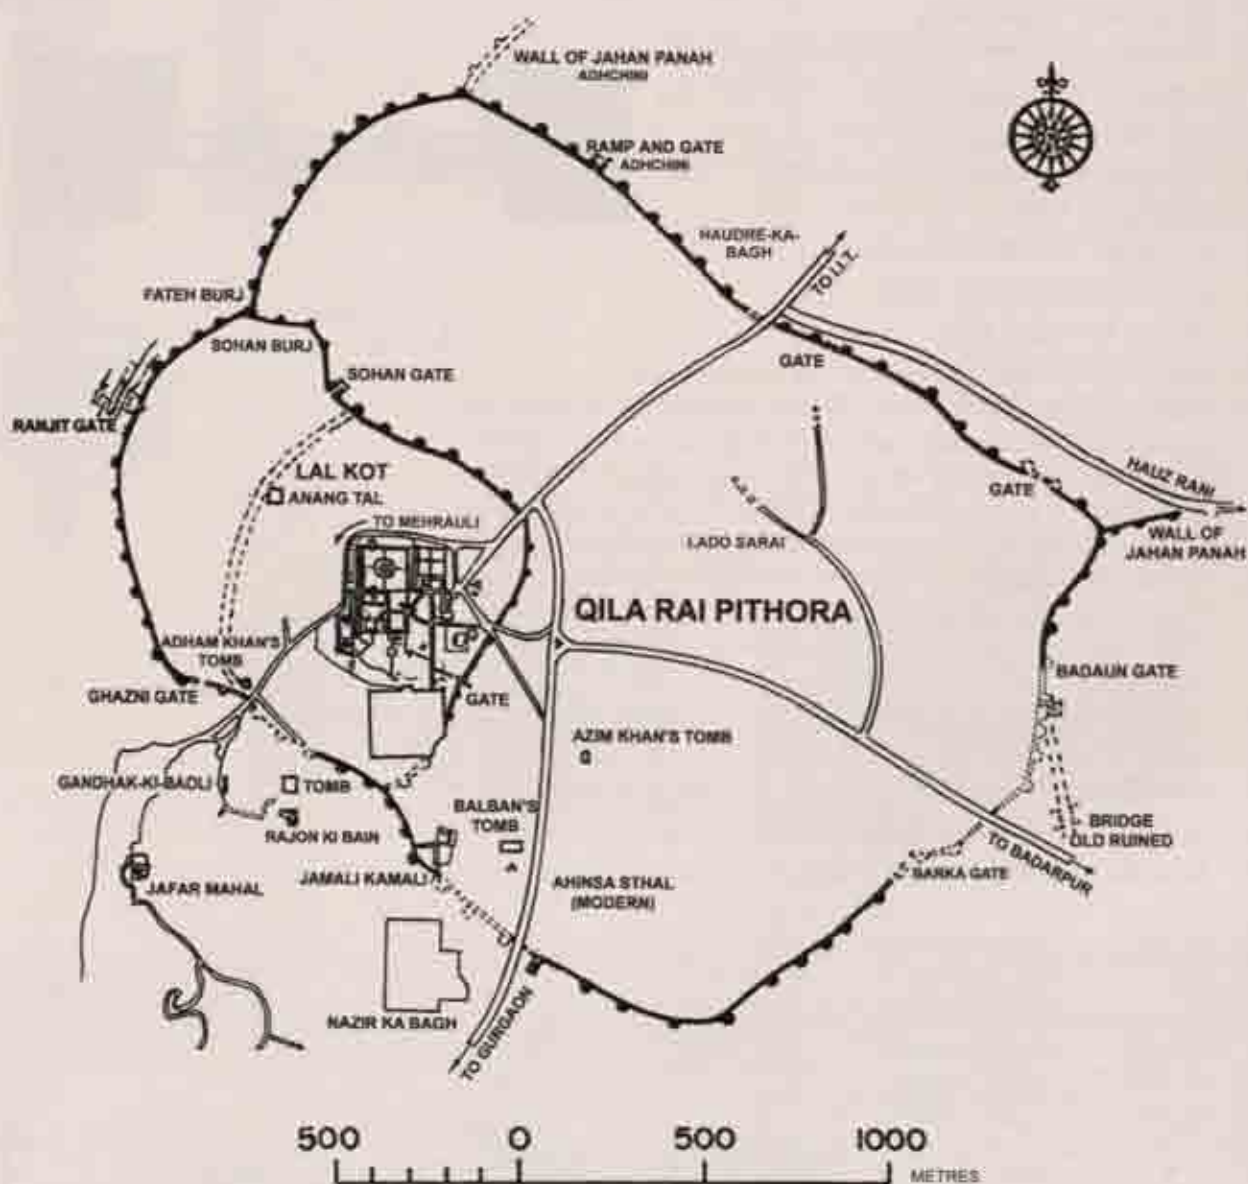 WALL OF JAHAN PANAH
ADHCHINI
RAMP AND GATE
ADHCHINI
HAUDRE-KA-
BAGH
TO I.I.T.
FATEH BURJ
SOHAN BURJ
GATE
SOHAN GATE
RANJIT GATE
LAL KOT
HAUZ RANI
ANANG TAL
GATE
TO MEHRAULI
WALL OF
JAHAN PANAH
LADO SARAI
QILA RAI PITHORA
ADHAM KHAN'S
TOMB
BADAUN GATE
GHAZNI GATE
GATE
AZIM KHAN'S TOMB
GANDHAK-KI-BAOLI
TOMB
BALBAN'S
TOMB
BRIDGE
OLD RUINED
RAJON KI BAIN
TO BADARPUR
JAFAR MAHAL
JAMALI KAMALI
AHINSA STHAL
(MODERN)
BARKA GATE
NAZIR KA BAGH
TO GURGAON
500 0 500 1000
METRES